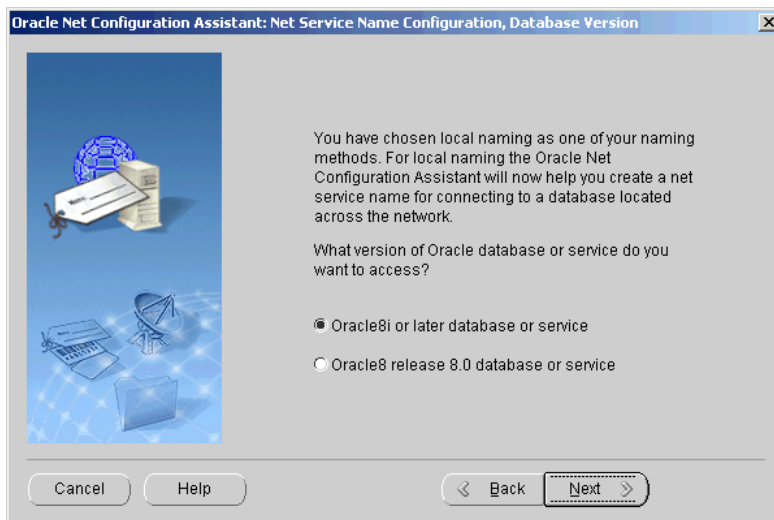 Oracle Net Configuration Assistant: Net Service Name Configuration, Database Version
You have chosen local naming as one of your naming
methods. For local naming the Oracle Net
Configuration Assistant will now help you create a net
service name for connecting to a database located
across the network.
What version of Oracle database or service do you
want to access?
Oracle8i or later database or service
Oracle8 release 8.0 database or service
Cancel
Help
Back
Next